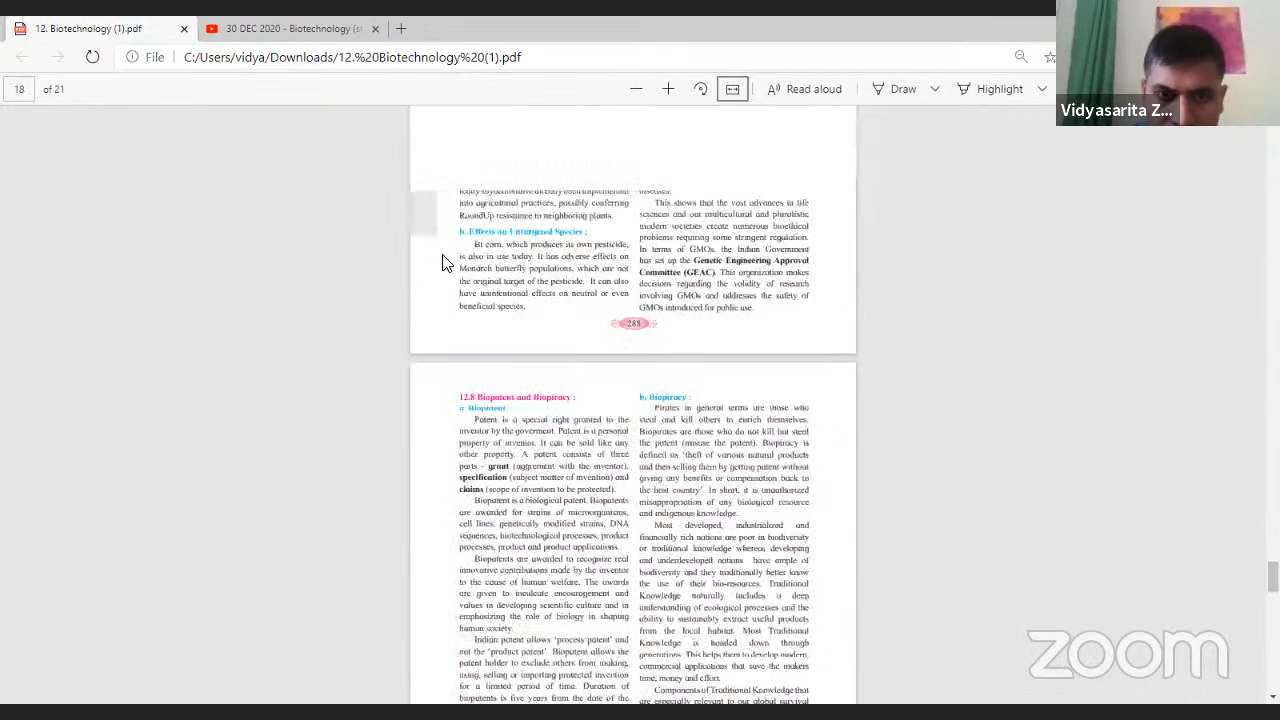 12. Biotechnology (1).pdf
30 DEC 2020 - Biotechnology (s
File
C:/Users/vidya/Downloads/12.%20Biotechnology%20(1).pdf
18 of 21
Read aloud
Draw
Highlight
Vidyasarita Z...
into agricultural practices, possibly conferring
RoundUp resistance to neighboring plants.
b. Effects on Untargeted Species :
Bt corn, which produces its own pesticide,
is also in use today. It has adverse effects on
Monarch butterfly populations, which are not
the original target of the pesticide. It can also
have unintentional effects on neutral or even
beneficial species.
diseases.
This shows that the vast advances in life
sciences and our multicultural and pluralistic
modern societies create numerous bioethical
problems requiring some stringent regulation.
In terms of GMOs, the Indian Government
has set up the Genetic Engineering Approval
Committee (GEAC). This organization makes
decisions regarding the validity of research
involving GMOs and addresses the safety of
GMOs introduced for public use.
288
12.8 Biopatent and Biopiracy :
a. Biopatent :
Patent is a special right granted to the
inventor by the goverment. Patent is a personal
property of inventor. It can be sold like any
other property. A patent consists of three
parts - grant (aggrement with the inventor),
specification (subject matter of invention) and
claims (scope of invention to be protected).
Biopatent is a biological patent. Biopatents
are awarded for strains of microorganisms,
cell lines, genetically modified strains, DNA
sequences, biotechnological processes, product
processes, product and product applications.
Biopatents are awarded to recognize real
innovative contributions made by the inventor
to the cause of human welfare. The awards
are given to inculcate encouragement and
values in developing scientific culture and in
emphasizing the role of biology in shaping
human society.
Indian patent allows 'process patent' and
not the 'product patent' Biopatent allows the
patent holder to exclude others from making,
using, selling or importing protected invention
for a limited period of time. Duration of
biopatents is five years from the date of the
b. Biopiracy :
Pirates in general terms are those who
steal and kill others to enrich themselves.
Biopirates are those who do not kill but steal
the patent (misuse the patent). Biopiracy is
defined as 'theft of various natural products
and then selling them by getting patent without
giving any benefits or compensation back to
the host country' In short, it is unauthorized
misappropriation of any biological resource
and indigenous knowledge.
Most developed, industrialized and
financially rich nations are poor in biodiversity
or traditional knowledge whereas developing
and underdeveloped nations have ample of
biodiversity and they traditionally better know
the use of their bio-resources. Traditional
Knowledge naturally includes a deep
understanding of ecological processes and the
ability to sustainably extract useful products
from the local habitat. Most Traditional
Knowledge is handed down through
generations. This helps them to develop modern,
commercial applications that save the makers
time, money and effort.
Components of Traditional Knowledge that
are especially relevant to our global survival
zoom